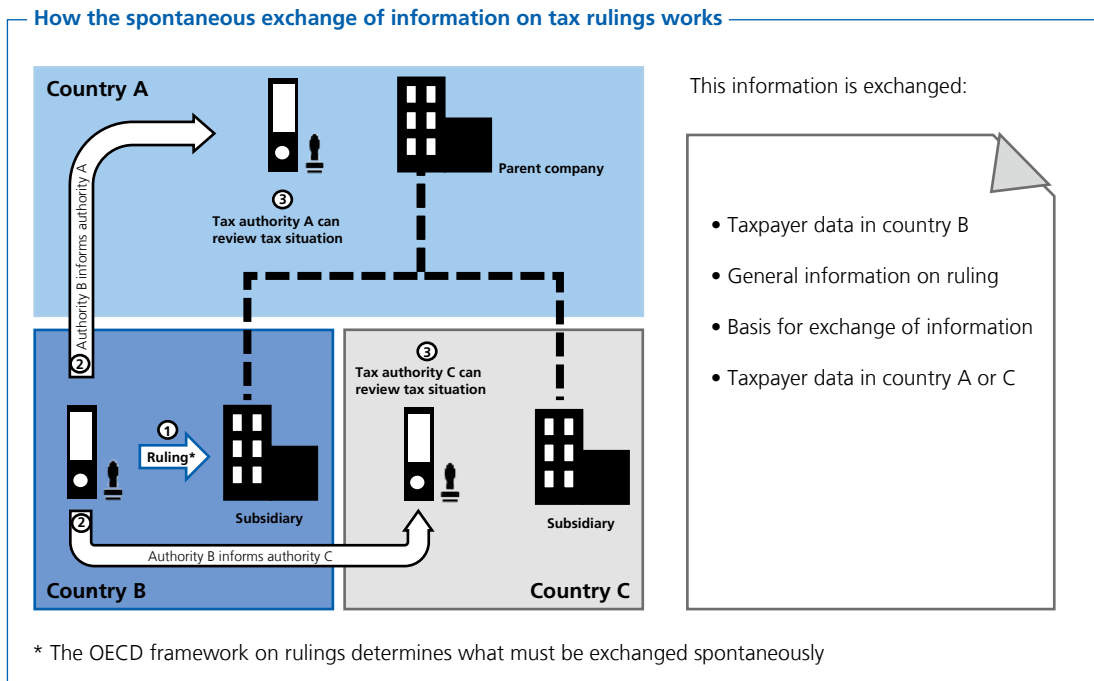 How the spontaneous exchange of information on tax rulings works
Country A
Authority B informs authority A
Parent company
3
Tax authority A can
review tax situation
2
3
Tax authority C can
review tax situation
1
Ruling*
Subsidiary
Subsidiary
2
Authority B informs authority C
Country B
Country C
This information is exchanged:
• Taxpayer data in country B
• General information on ruling
• Basis for exchange of information
• Taxpayer data in country A or C
* The OECD framework on rulings determines what must be exchanged spontaneously